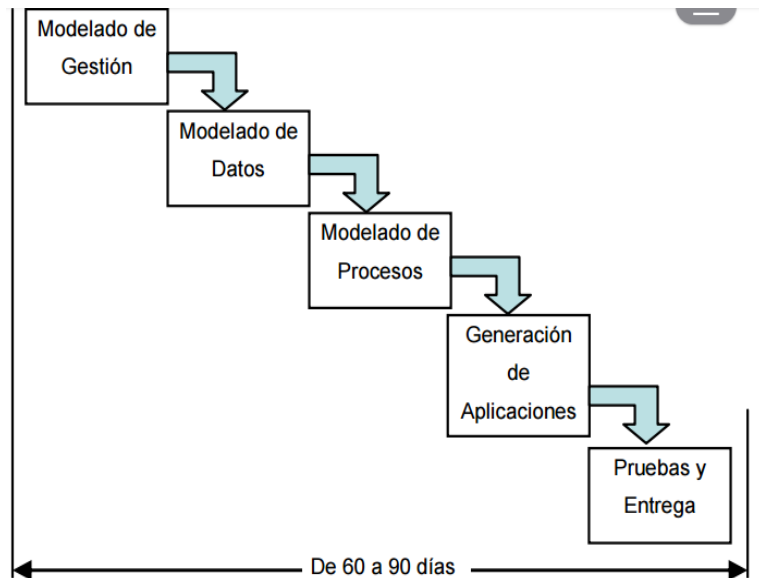 Modelado de
Gestión
Modelado de
Datos
Modelado de
Procesos
Generación
de
Aplicaciones
Pruebas y
Entrega
De 60 a 90 días